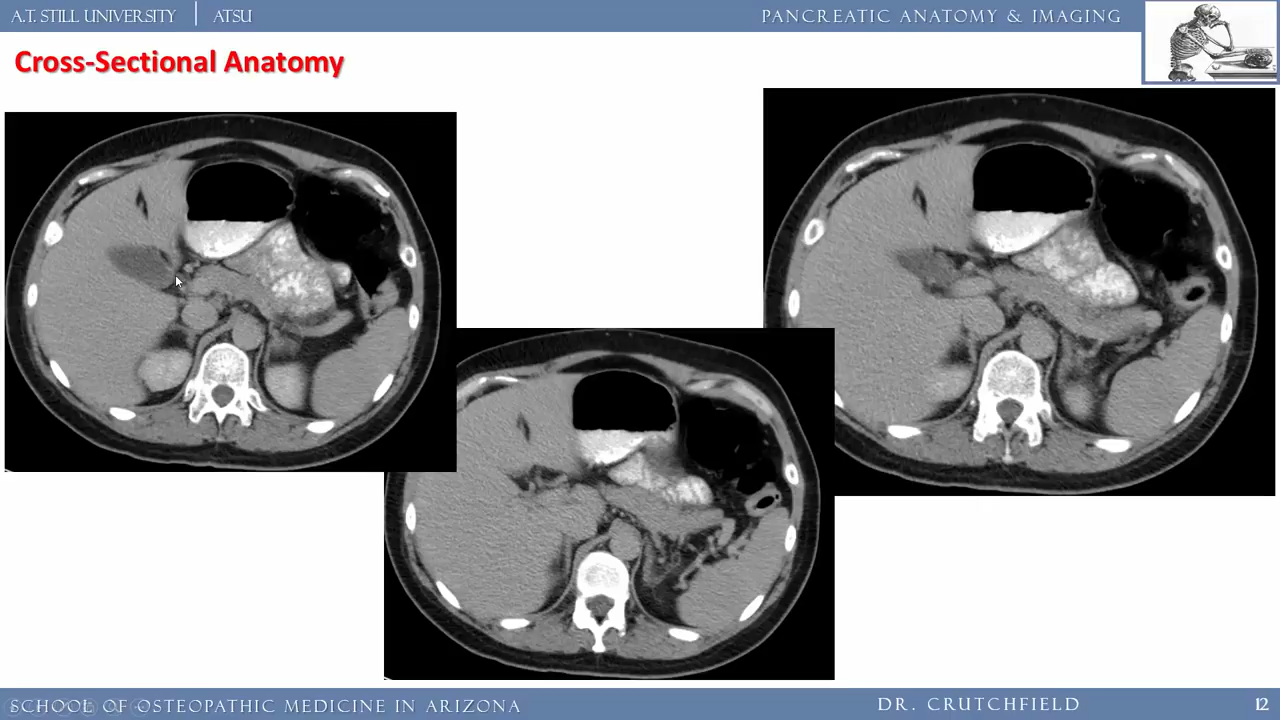 A.T. STILL UNIVERSITY | ATSU
PANCREATIC ANATOMY & IMAGING
Cross-Sectional Anatomy
SCHOOL OF OSTEOPATHIC MEDICINE IN ARIZONA
DR. CRUTCHFIELD
12